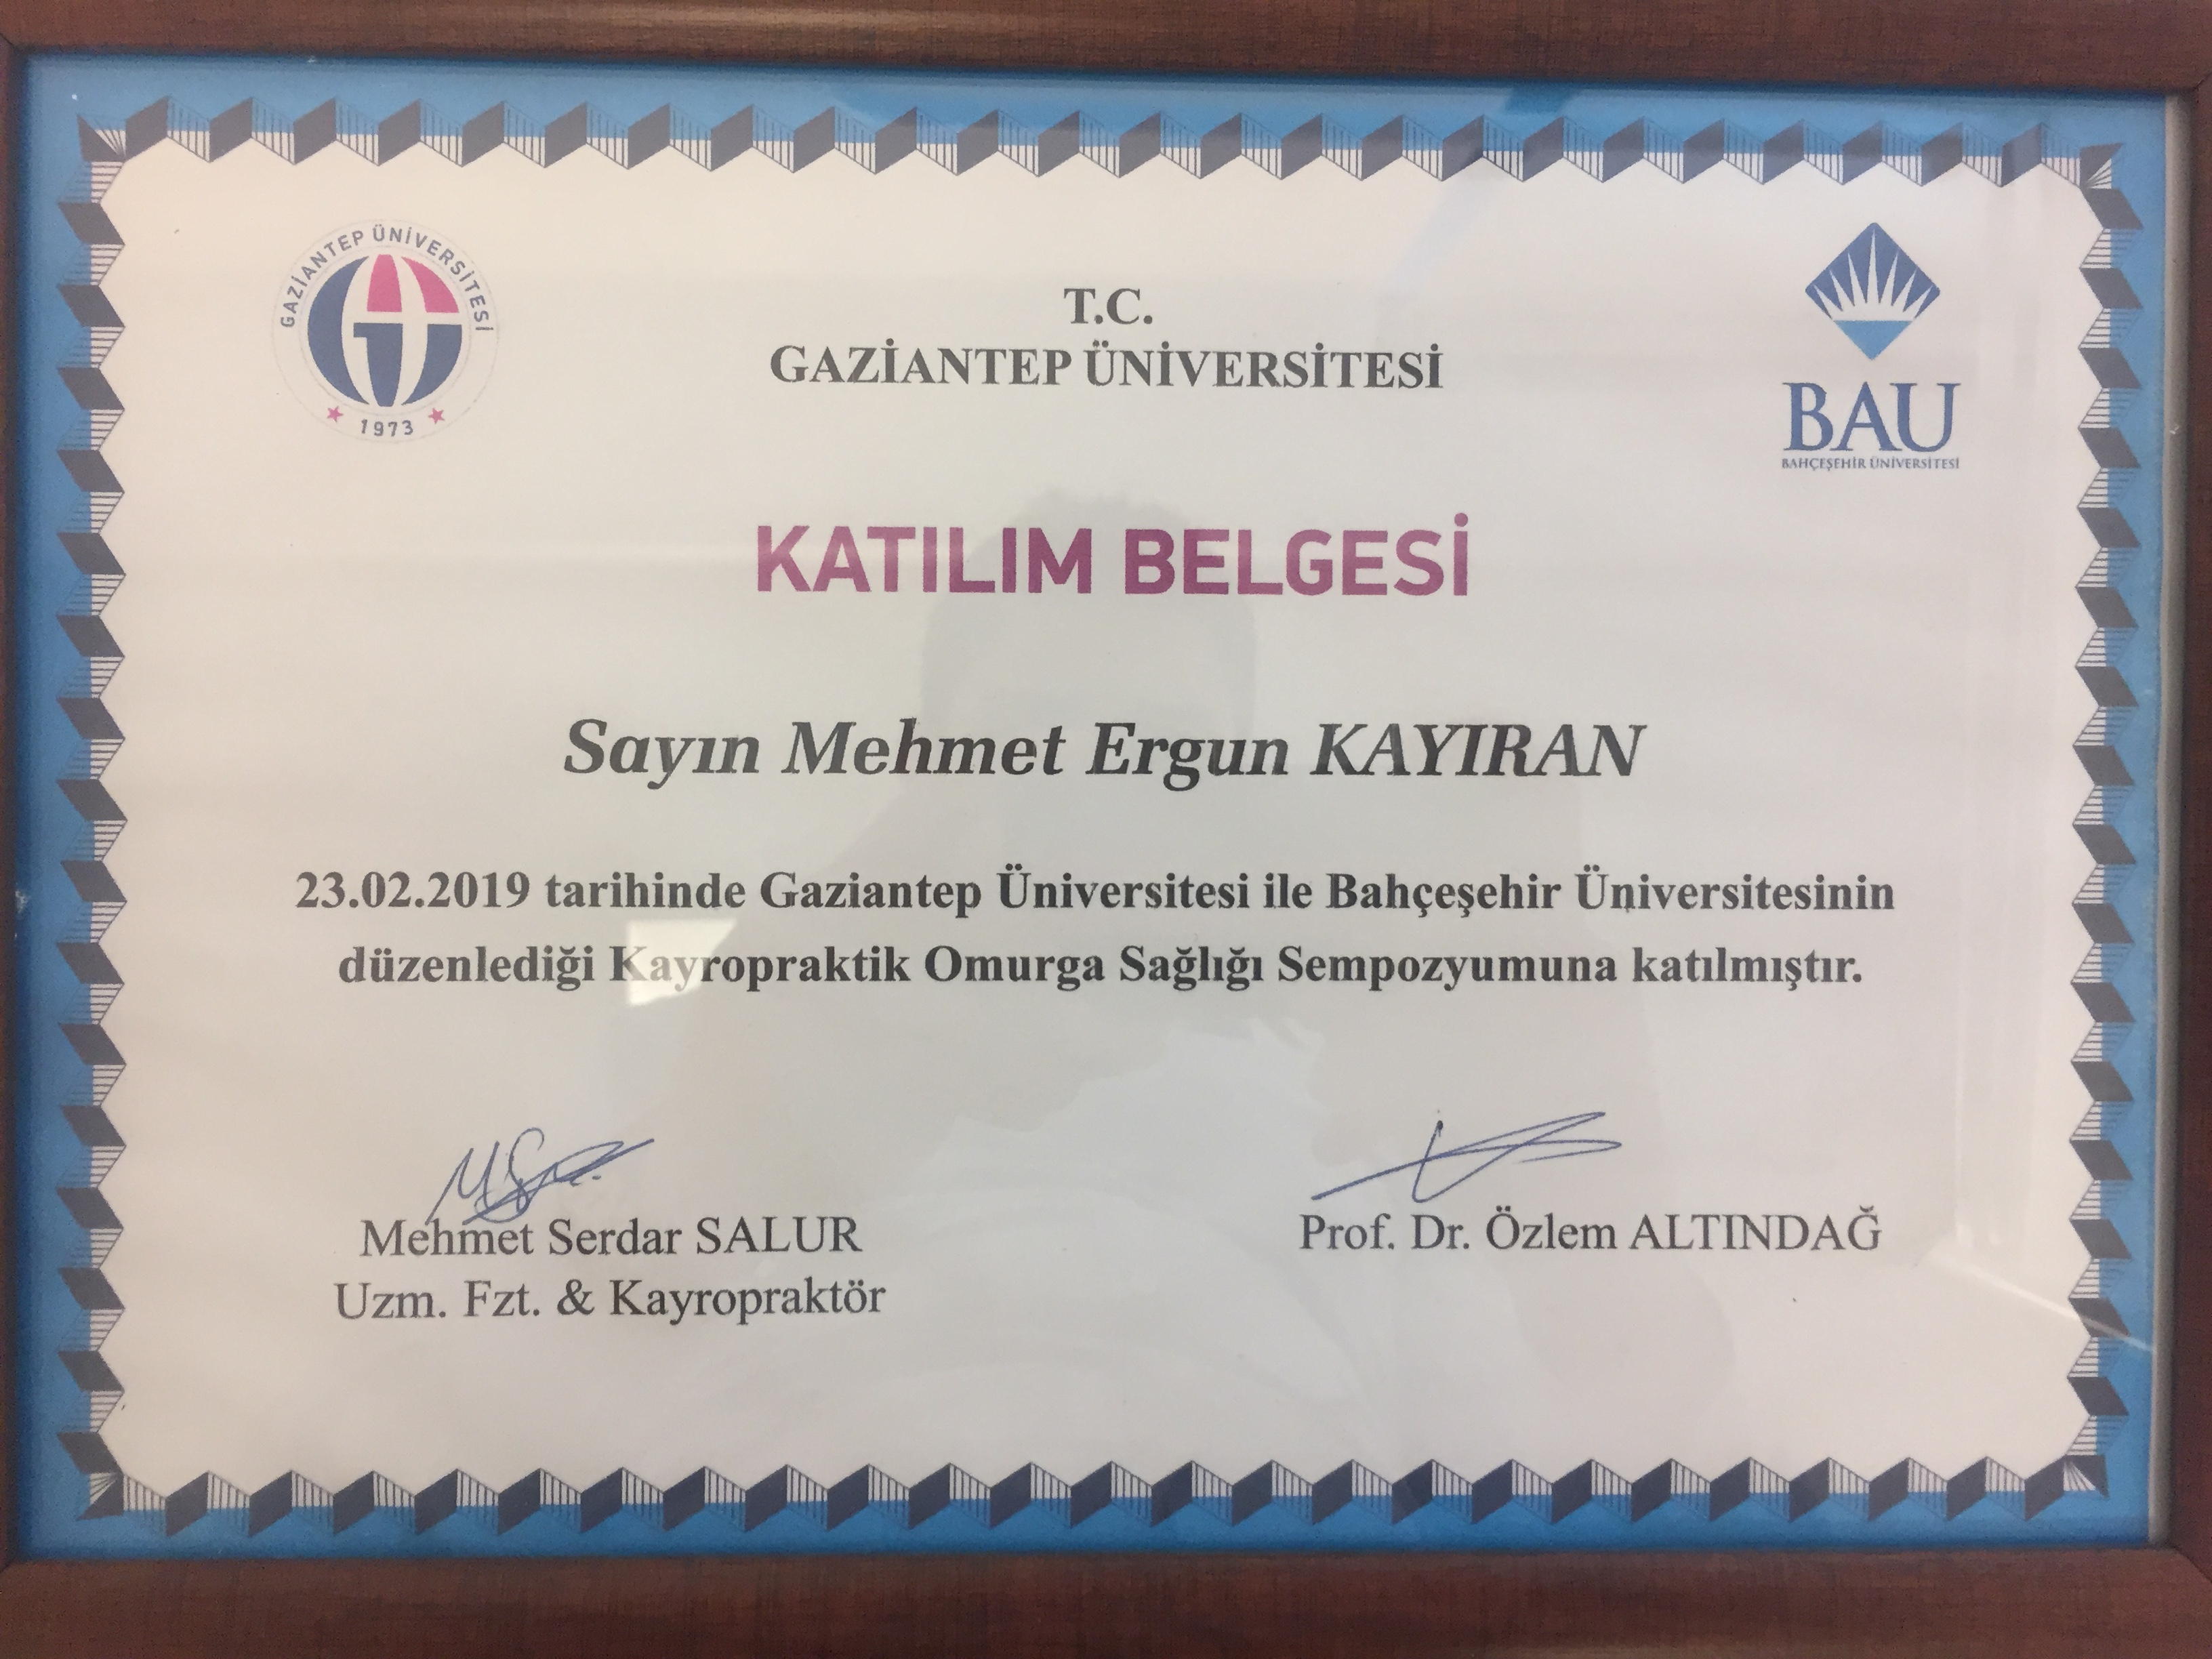 GAZİANTEP ÜNİVERSİTESİ
1973
T.C.
GAZİANTEP ÜNİVERSİTESİ
BAU
BAHÇEŞEHİR ÜNİVERSİTESİ
KATILIM BELGESİ
Sayın Mehmet Ergun KAYIRAN
23.02.2019 tarihinde Gaziantep Üniversitesi ile Bahçeşehir Üniversitesinin
düzenlediği Kayropraktik Omurga Sağlığı Sempozyumuna katılmıştır.
Mehmet Serdar SALUR
Uzm. Fzt. & Kayropraktör
Prof. Dr. Özlem ALTINDAĞ